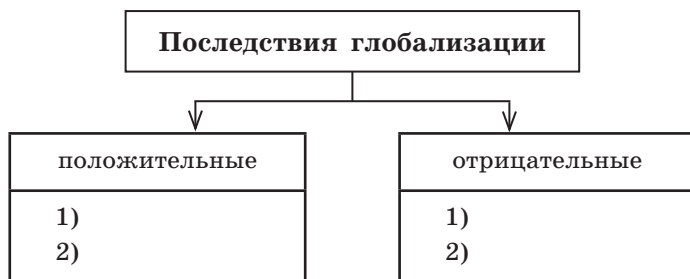 Последствия глобализации
положительные
1)
2)
отрицательные
1)
2)